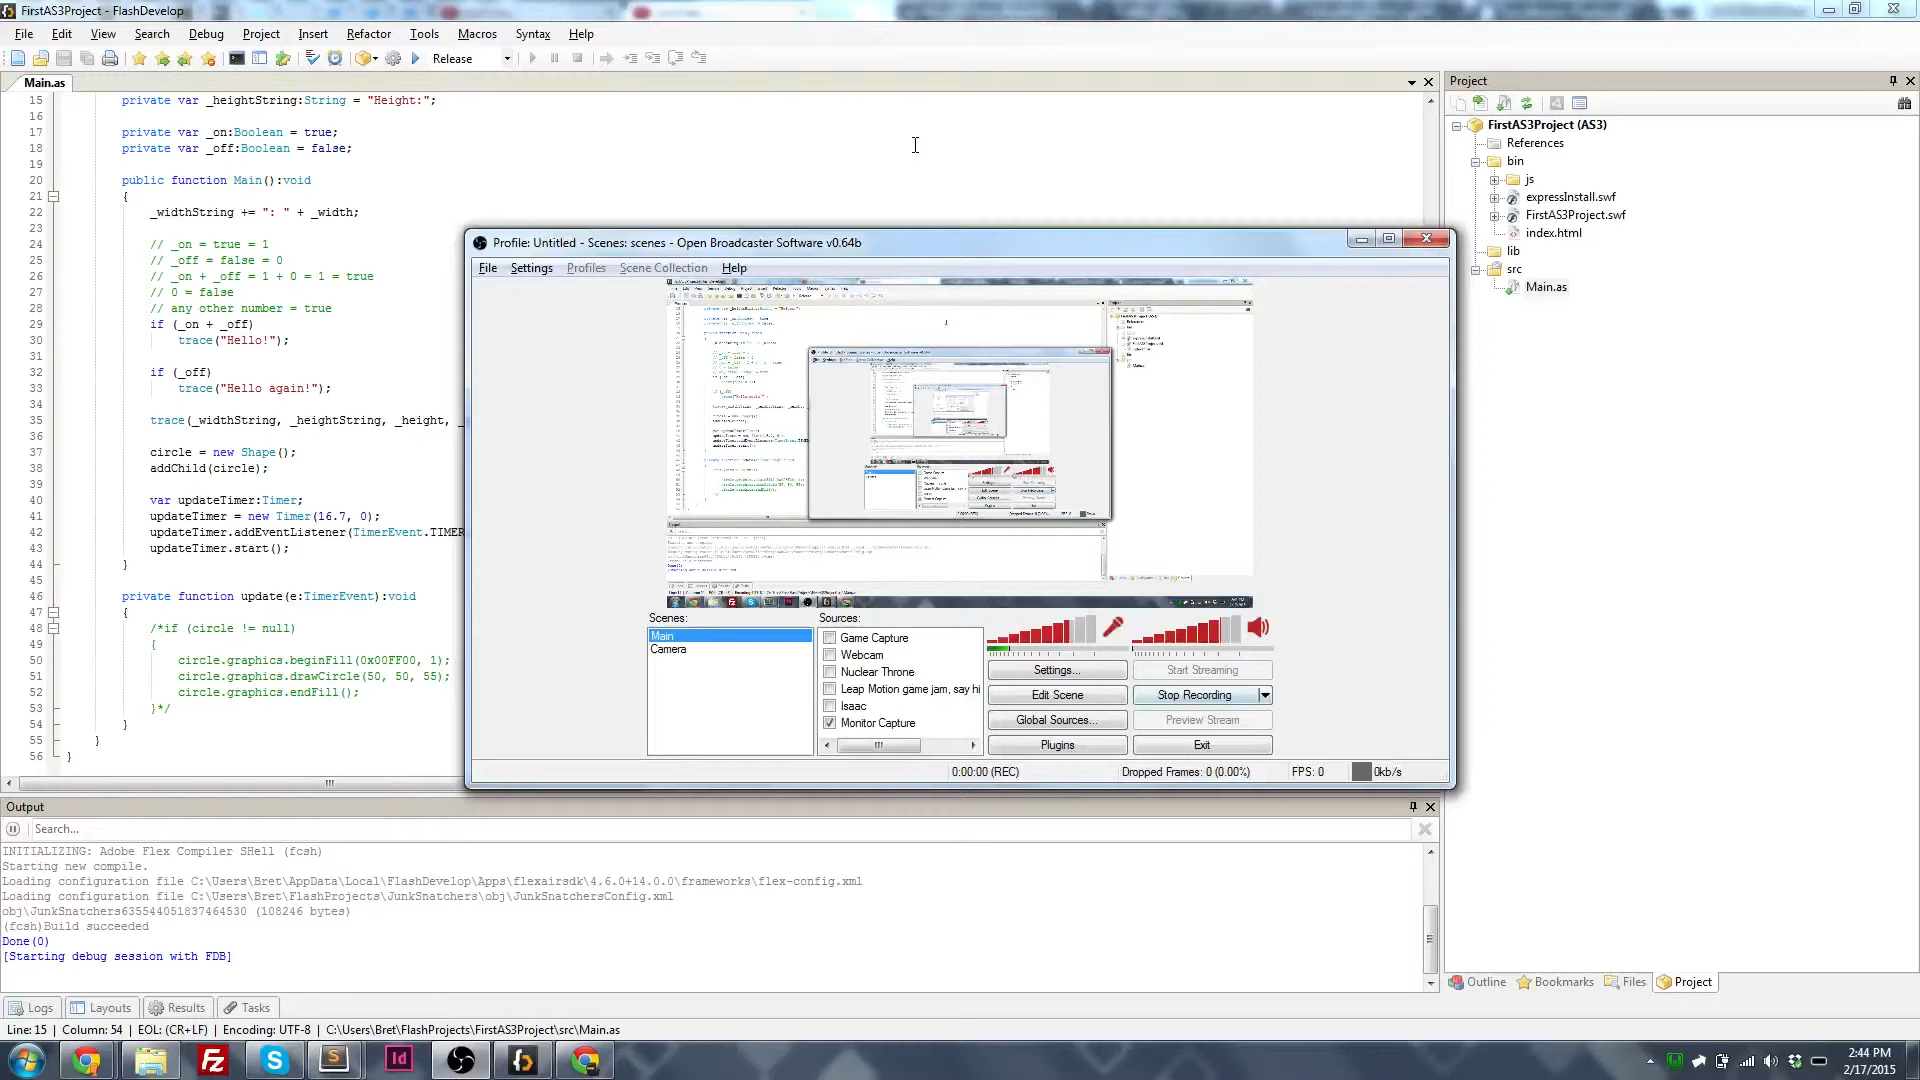 FirstAS3Project - FlashDevelop
File Edit View Search Debug Project Insert Refactor Tools Macros Syntax Help
Release
Main.as
15 private var _heightString:String = "Height:";
16
17 private var _on:Boolean = true;
18 private var _off:Boolean = false;
19
20 public function Main():void
21 {
22 _widthString += ": " + _width;
23
24 // _on = true = 1
25 // _off = false = 0
26 // _on + _off = 1 + 0 = 1 = true
27 // 0 = false
28 // any other number = true
29 if (_on + _off)
30 trace("Hello!");
31
32 if (_off)
33 trace("Hello again!");
34
35 trace(_widthString, _heightString, _height, _
36
37 circle = new Shape();
38 addChild(circle);
39
40 var updateTimer:Timer;
41 updateTimer = new Timer(16.7, 0);
42 updateTimer.addEventListener(TimerEvent.TIMER
43 updateTimer.start();
44 }
45
46 private function update(e:TimerEvent):void
47 {
48 /*if (circle != null)
49 {
50 circle.graphics.beginFill(0x00FF00, 1);
51 circle.graphics.drawCircle(50, 50, 55);
52 circle.graphics.endFill();
53 }*/
54 }
55 }
56 }
Profile: Untitled - Scenes: scenes - Open Broadcaster Software v0.64b
File Settings Profiles Scene Collection Help
Scenes:
Main
Camera
Sources:
Game Capture
Webcam
Nuclear Throne
Leap Motion game jam, say hi
Isaac
Monitor Capture
Settings... Start Streaming
Edit Scene Stop Recording
Global Sources... Preview Stream
Plugins Exit
0:00:00 (REC) Dropped Frames: 0 (0.00%) FPS: 0 0kb/s
Project
FirstAS3Project (AS3)
References
bin
js
expressInstall.swf
FirstAS3Project.swf
index.html
lib
src
Main.as
Outline Bookmarks Files Project
Output
Search...
INITIALIZING: Adobe Flex Compiler SHell (fcsh)
Starting new compile.
Loading configuration file C:\Users\Bret\AppData\Local\FlashDevelop\Apps\flexairsdk\4.6.0+14.0.0\frameworks\flex-config.xml
Loading configuration file C:\Users\Bret\FlashProjects\JunkSnatchers\obj\JunkSnatchersConfig.xml
obj\JunkSnatchers635544051837464530 (108246 bytes)
(fcsh)Build succeeded
Done(0)
[Starting debug session with FDB]
Logs Layouts Results Tasks
Line: 15 | Column: 54 | EOL: (CR+LF) | Encoding: UTF-8 | C:\Users\Bret\FlashProjects\FirstAS3Project\src\Main.as
Fz S S Id
2:44 PM
2/17/2015